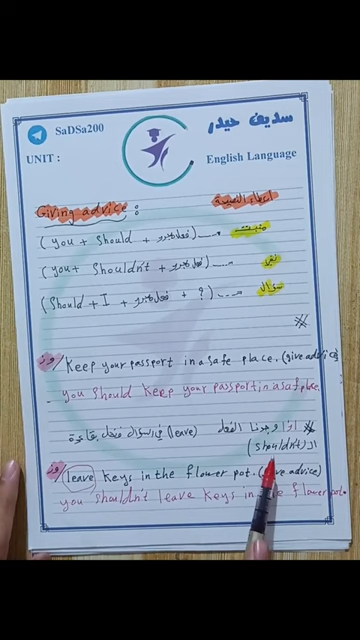 SaDSa200
سديف حيدر
UNIT :
English Language
Giving advice :
أعطاء النصيحة
مثبت (you + Should + فعل مجرد) ...
نفي (you + Shouldn't + فعل مجرد) ...
سؤال (Should + I + فعل مجرد + ?) ...
Keep your passport in a safe place. (give advice)
- you should keep your passport in a saf place.
اذا وجدنا الفعل (leave) في السؤال فنحل بقاعدة
الـ (shouldn't)
leave Keys in the flower pot. (give advice)
you shouldn't leave Keys in the flower pot.